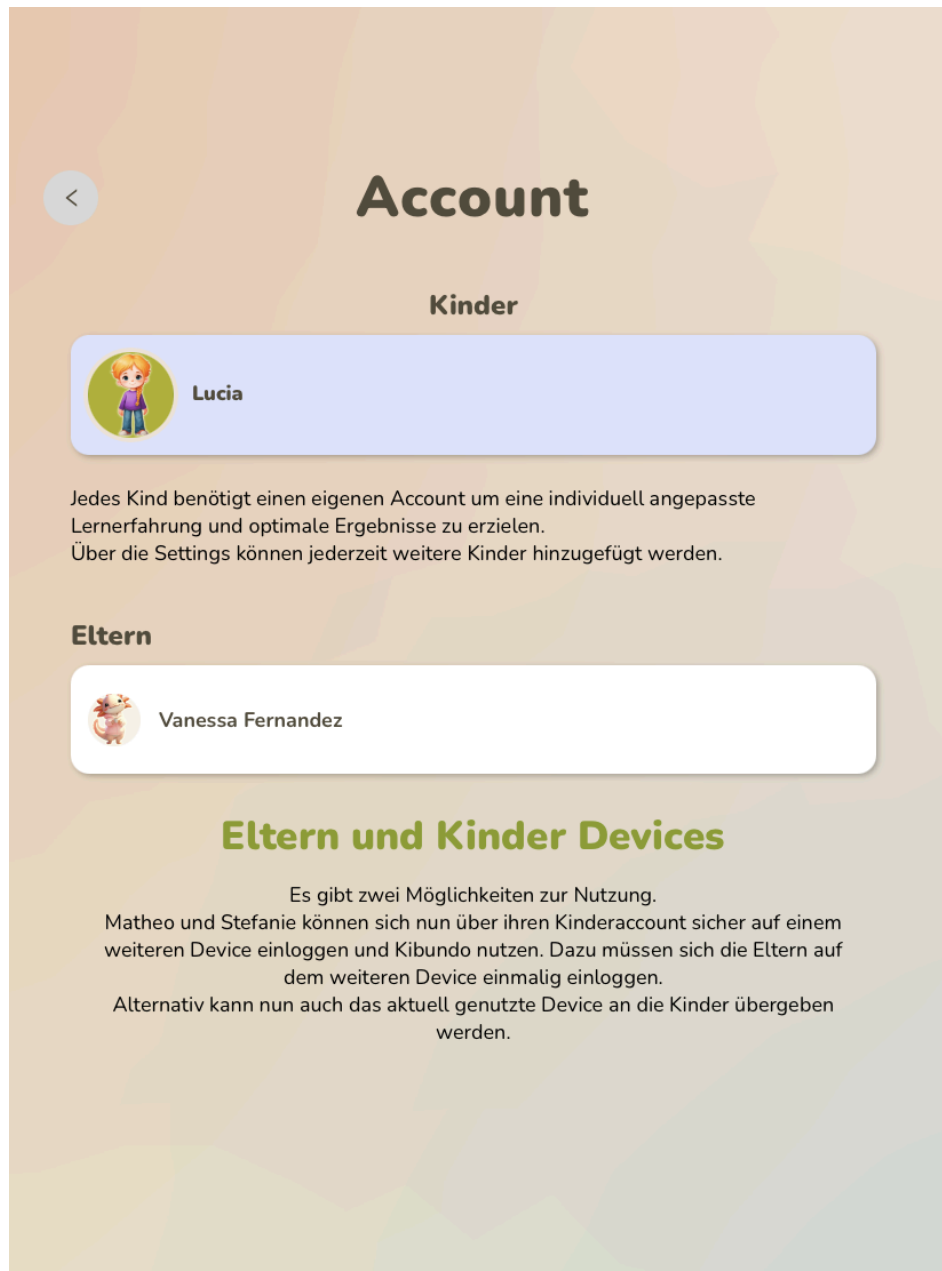 Account
Kinder
Lucia
Jedes Kind benötigt einen eigenen Account um eine individuell angepasste
Lernerfahrung und optimale Ergebnisse zu erzielen.
Über die Settings können jederzeit weitere Kinder hinzugefügt werden.
Eltern
Vanessa Fernandez
Eltern und Kinder Devices
Es gibt zwei Möglichkeiten zur Nutzung.
Matheo und Stefanie können sich nun über ihren Kinderaccount sicher auf einem
weiteren Device einloggen und Kibundo nutzen. Dazu müssen sich die Eltern auf
dem weiteren Device einmalig einloggen.
Alternativ kann nun auch das aktuell genutzte Device an die Kinder übergeben
werden.